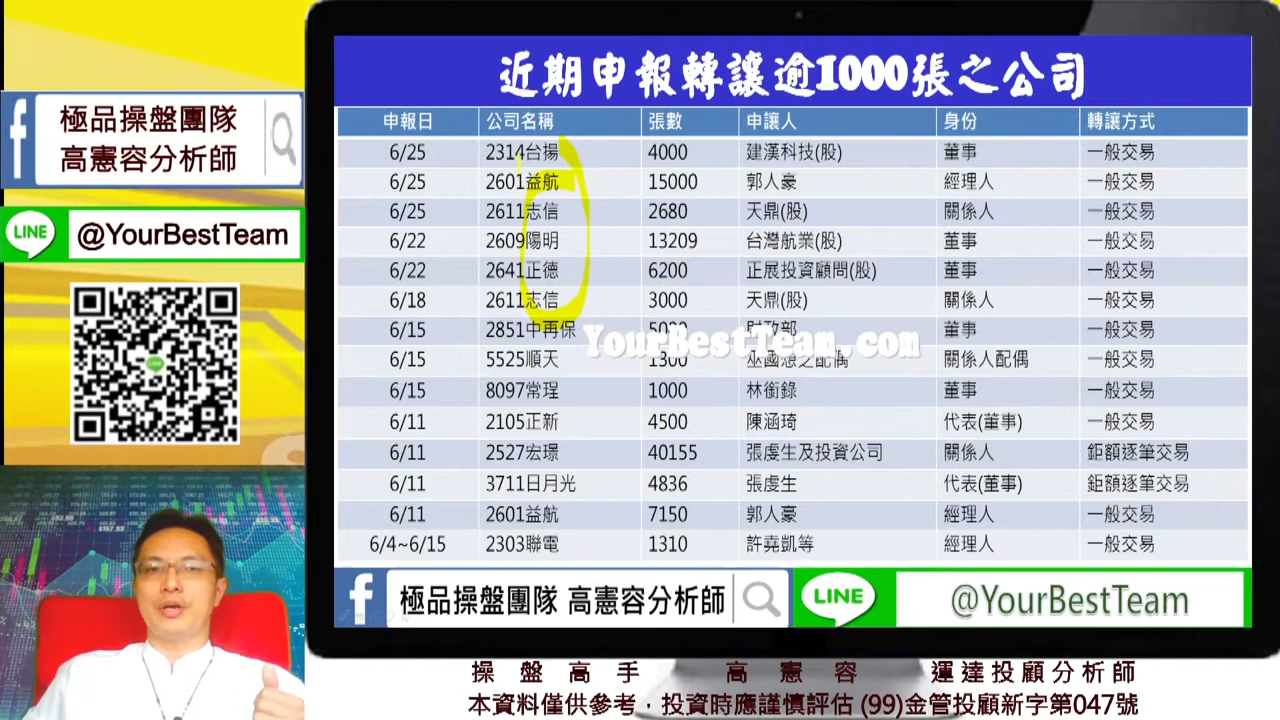 極品操盤團隊
高憲容分析師
LINE @YourBestTeam
近期申報轉讓逾1000張之公司
申報日 公司名稱 張數 申讓人 身份 轉讓方式
6/25 2314台揚 4000 建漢科技(股) 董事 一般交易
6/25 2601益航 15000 郭人豪 經理人 一般交易
6/25 2611志信 2680 天鼎(股) 關係人 一般交易
6/22 2609陽明 13209 台灣航業(股) 董事 一般交易
6/22 2641正德 6200 正展投資顧問(股) 董事 一般交易
6/18 2611志信 3000 天鼎(股) 關係人 一般交易
6/15 2851中再保 財政部 董事 一般交易
YourBestTean.com
6/15 5525順天 1300 巫國想之配偶 關係人配偶 一般交易
6/15 8097常珵 1000 林銜錄 董事 一般交易
6/11 2105正新 4500 陳涵琦 代表(董事) 一般交易
6/11 2527宏璟 40155 張虔生及投資公司 關係人 鉅額逐筆交易
6/11 3711日月光 4836 張虔生 代表(董事) 鉅額逐筆交易
6/11 2601益航 7150 郭人豪 經理人 一般交易
6/4~6/15 2303聯電 1310 許堯凱等 經理人 一般交易
極品操盤團隊 高憲容分析師 LINE @YourBestTeam
操盤高手 高憲容 運達投顧分析師
本資料僅供參考，投資時應謹慎評估 (99)金管投顧新字第047號